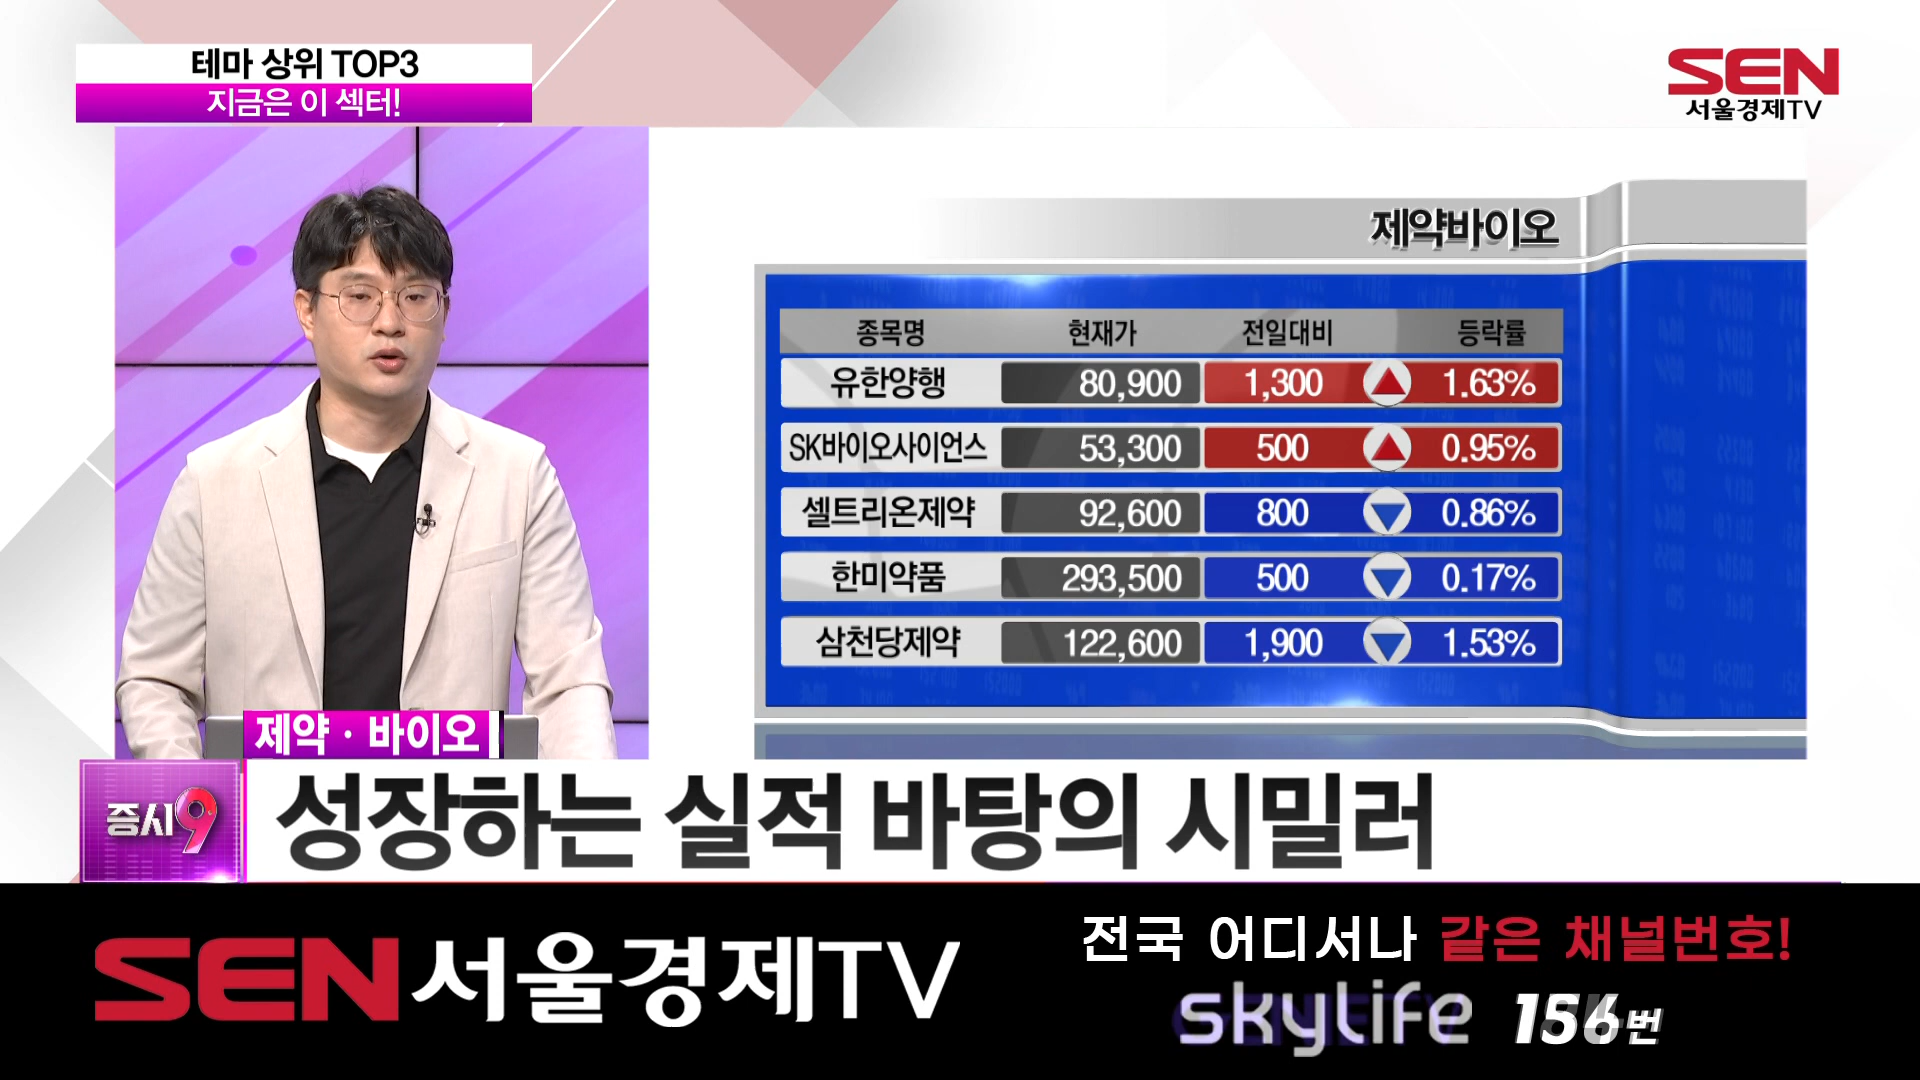 테마 상위 TOP3
지금은 이 섹터!
SEN
서울경제TV
제약바이오
종목명 현재가 전일대비 등락률
유한양행 80,900 1,300 1.63%
SK바이오사이언스 53,300 500 0.95%
셀트리온제약 92,600 800 0.86%
한미약품 293,500 500 0.17%
삼천당제약 122,600 1,900 1.53%
제약·바이오
증시9
성장하는 실적 바탕의 시밀러
SEN 서울경제TV
전국 어디서나 같은 채널번호!
skylife 156번